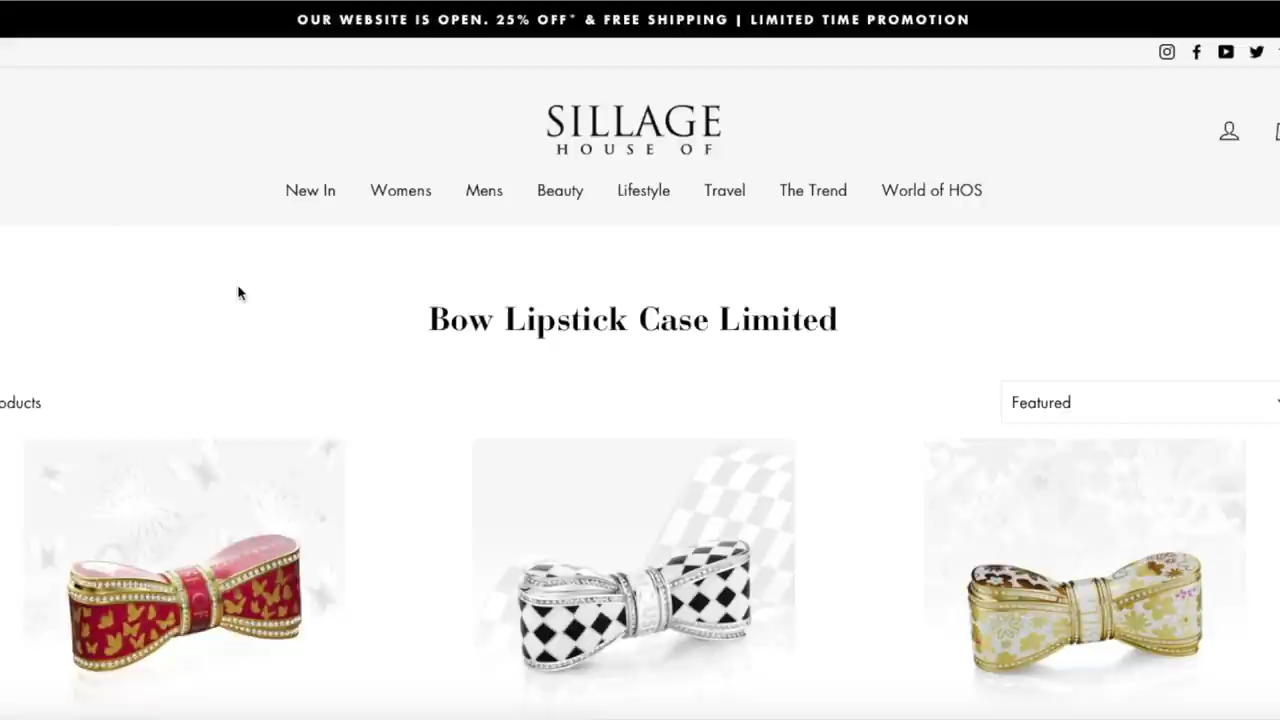 OUR WEBSITE IS OPEN. 25% OFF* & FREE SHIPPING | LIMITED TIME PROMOTION
SILLAGE
HOUSE OF
New In Womens Mens Beauty Lifestyle Travel The Trend World of HOS
Bow Lipstick Case Limited
oducts
Featured